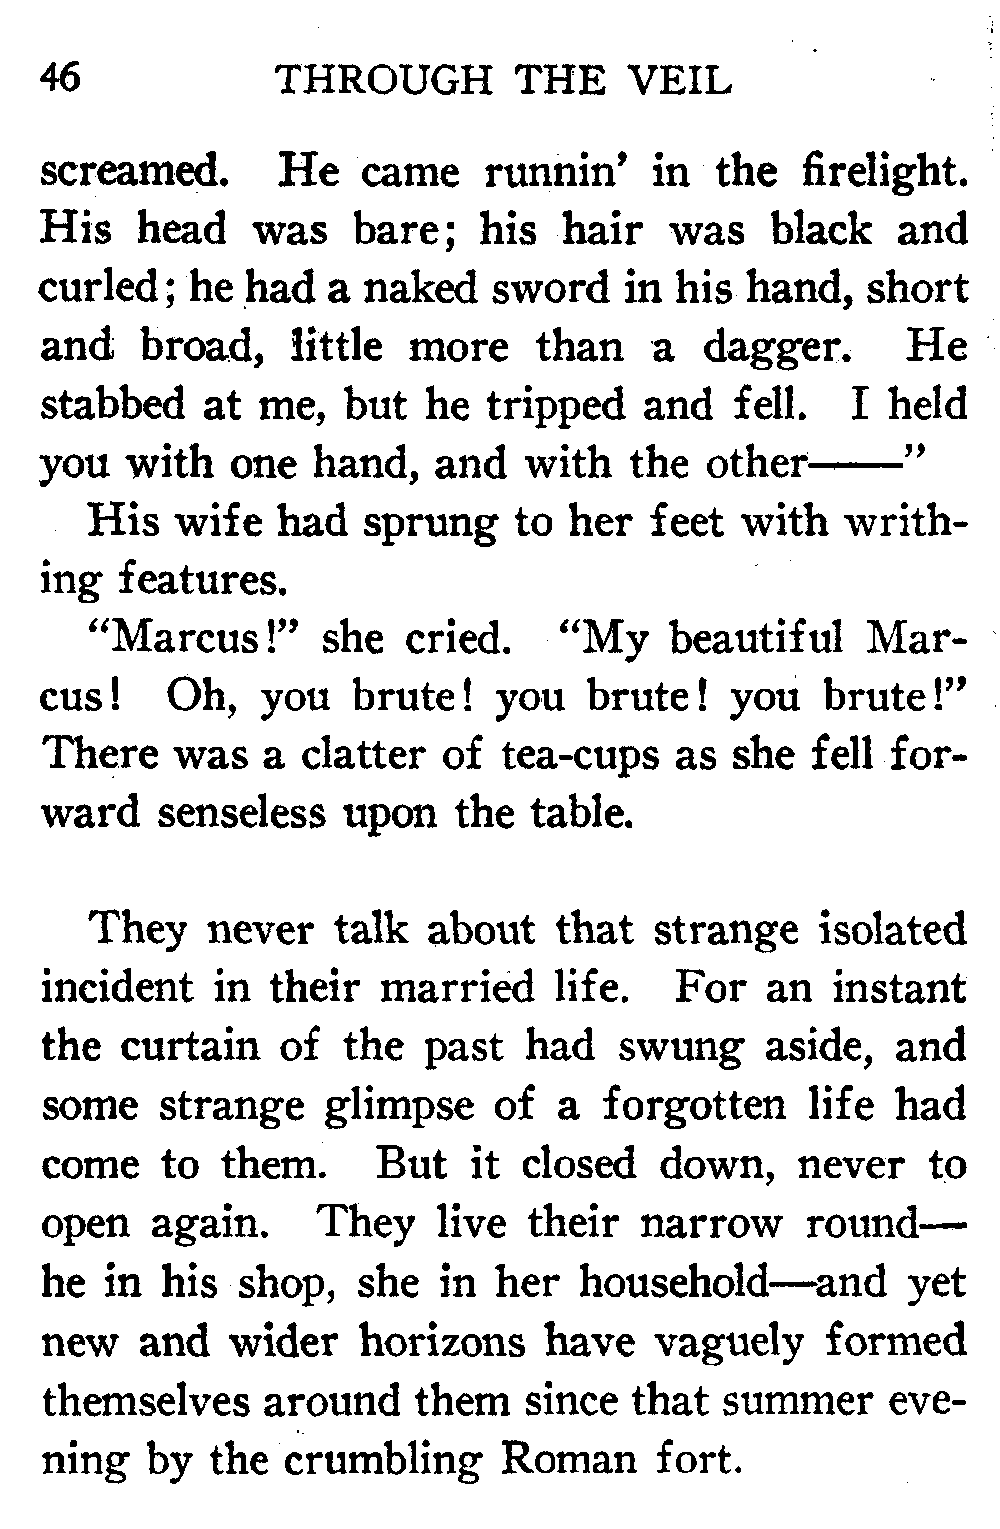 46 THROUGH THE VEIL
screamed. He came runnin’ in the firelight.
His head was bare; his hair was black and
curled; he had a naked sword in his hand, short
and broad, little more than a dagger. He
stabbed at me, but he tripped and fell. I held
you with one hand, and with the other——”
His wife had sprung to her feet with writh-
ing features.
“Marcus!” she cried. “My beautiful Mar-
cus! Oh, you brute! you brute! you brute!”
There was a clatter of tea-cups as she fell for-
ward senseless upon the table.
They never talk about that strange isolated
incident in their married life. For an instant
the curtain of the past had swung aside, and
some strange glimpse of a forgotten life had
come to them. But it closed down, never to
open again. They live their narrow round—
he in his shop, she in her household—and yet
new and wider horizons have vaguely formed
themselves around them since that summer eve-
ning by the crumbling Roman fort.